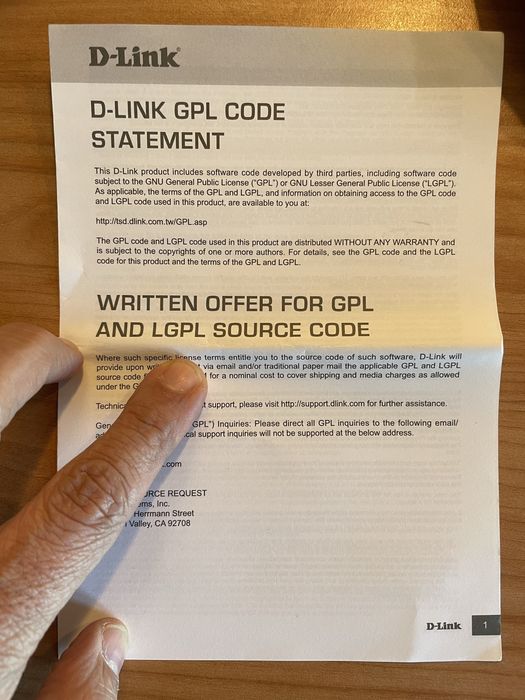 D-Link
D-LINK GPL CODE
STATEMENT
This D-Link product includes software code developed by third parties, including software code
subject to the GNU General Public License ("GPL") or GNU Lesser General Public License ("LGPL").
As applicable, the terms of the GPL and LGPL, and information on obtaining access to the GPL code
and LGPL code used in this product, are available to you at:
http://tsd.dlink.com.tw/GPL.asp
The GPL code and LGPL code used in this product are distributed WITHOUT ANY WARRANTY and
is subject to the copyrights of one or more authors. For details, see the GPL code and the LGPL
code for this product and the terms of the GPL and LGPL.
WRITTEN OFFER FOR GPL
AND LGPL SOURCE CODE
Where such specific license terms entitle you to the source code of such software, D-Link will
provide upon via email and/or traditional paper mail the applicable GPL and LGPL
source code for a nominal cost to cover shipping and media charges as allowed
under the
support, please visit http://support.dlink.com for further assistance.
GPL") Inquiries: Please direct all GPL inquiries to the following email/
support inquiries will not be supported at the below address.
.com
REQUEST
Inc.
Herrmann Street
Valley, CA 92708
D-Link 1